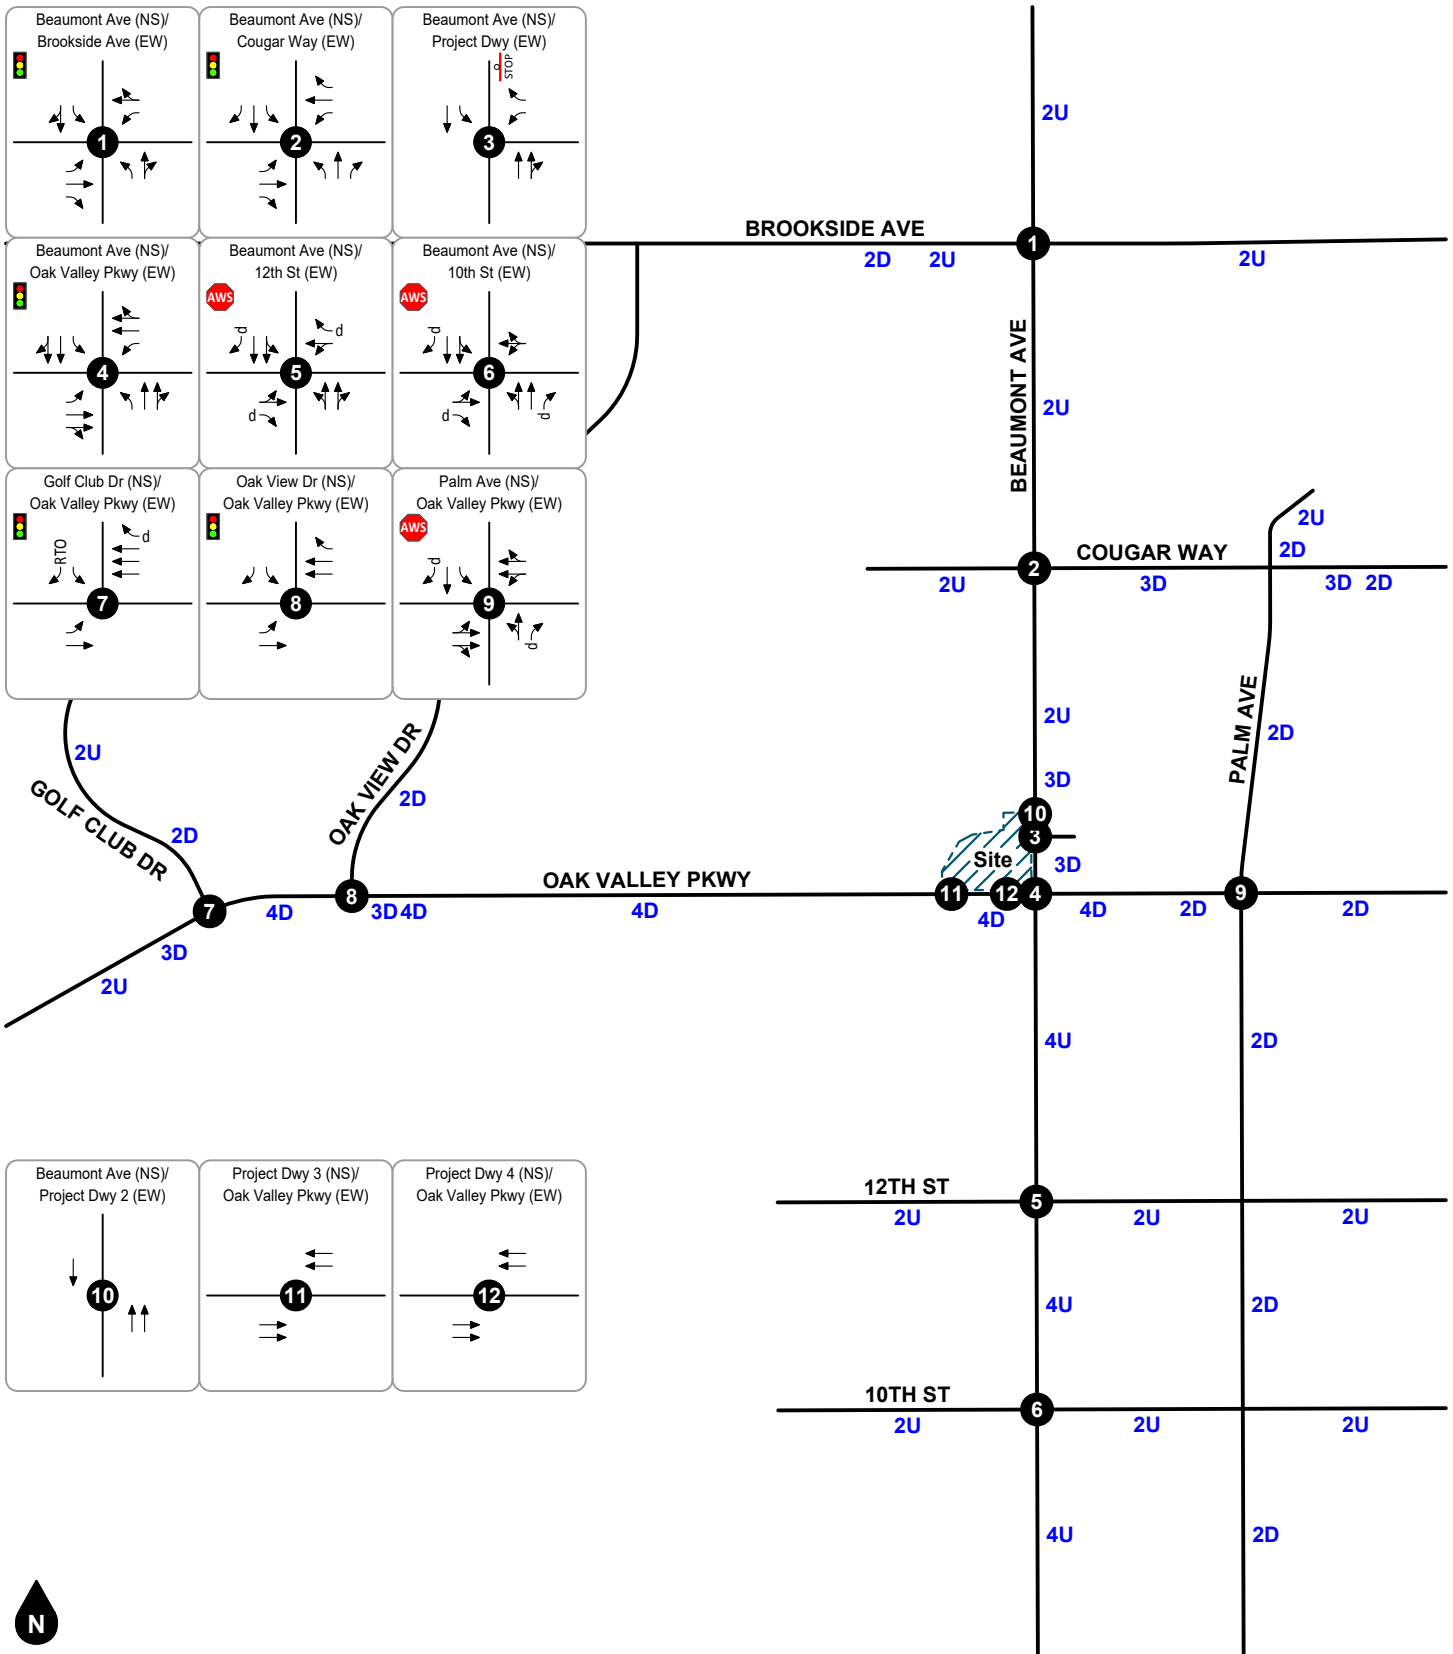 Beaumont Ave (NS)/
Brookside Ave (EW)
1
Beaumont Ave (NS)/
Cougar Way (EW)
2
Beaumont Ave (NS)/
Project Dwy (EW)
STOP
3
Beaumont Ave (NS)/
Oak Valley Pkwy (EW)
4
Beaumont Ave (NS)/
12th St (EW)
AWS
d
d
d
5
Beaumont Ave (NS)/
10th St (EW)
AWS
d
d
d
6
Golf Club Dr (NS)/
Oak Valley Pkwy (EW)
RTO
d
7
Oak View Dr (NS)/
Oak Valley Pkwy (EW)
8
Palm Ave (NS)/
Oak Valley Pkwy (EW)
AWS
d
d
9
2U
BROOKSIDE AVE
1
2D
2U
2U
BEAUMONT AVE
2U
2U
COUGAR WAY
2D
2
2U
3D
3D
2D
2U
PALM AVE
2D
3D
10
3
Site
3D
2U
GOLF CLUB DR
2D
OAK VIEW DR
2D
OAK VALLEY PKWY
7
8
11
12
4
9
4D
3D
4D
4D
4D
4D
2D
2D
3D
2U
4U
2D
12TH ST
5
2U
2U
2U
4U
2D
10TH ST
6
2U
2U
2U
4U
2D
Beaumont Ave (NS)/
Project Dwy 2 (EW)
10
Project Dwy 3 (NS)/
Oak Valley Pkwy (EW)
11
Project Dwy 4 (NS)/
Oak Valley Pkwy (EW)
12
N